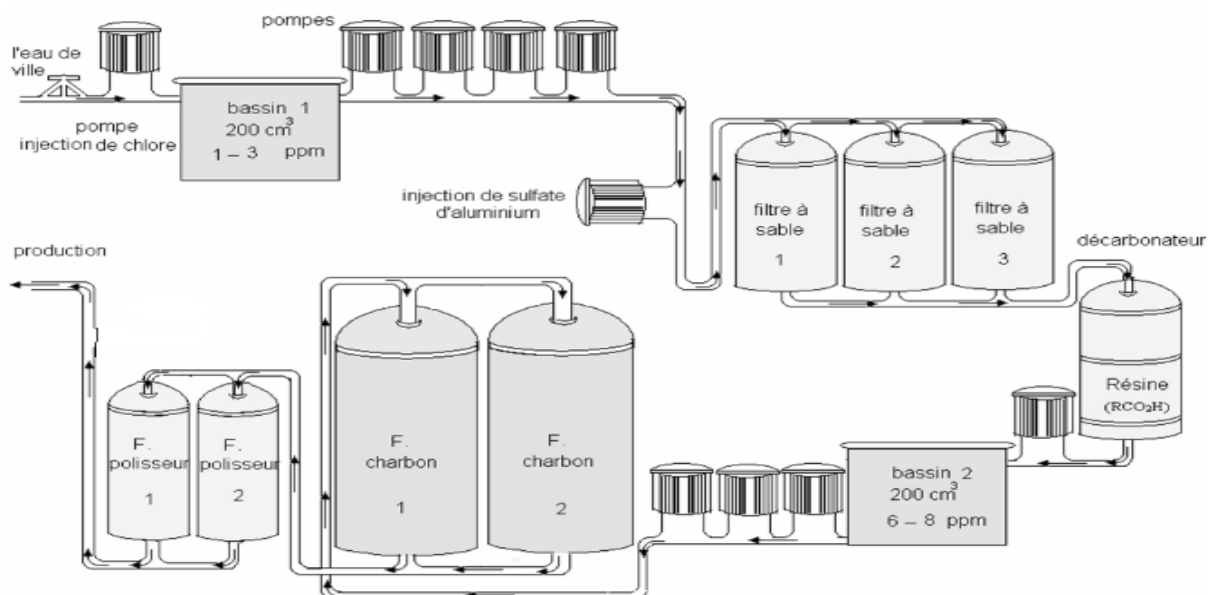 l'eau de
ville
pompes
pompe
injection de chlore
bassin 1
200 cm³
1 – 3 ppm
injection de sulfate
d'aluminium
filtre à
sable
1
filtre à
sable
2
filtre à
sable
3
décarbonateur
Résine
(RCO₂H)
bassin 2
200 cm³
6 – 8 ppm
F.
charbon
1
F.
charbon
2
F.
polisseur
1
F.
polisseur
2
production